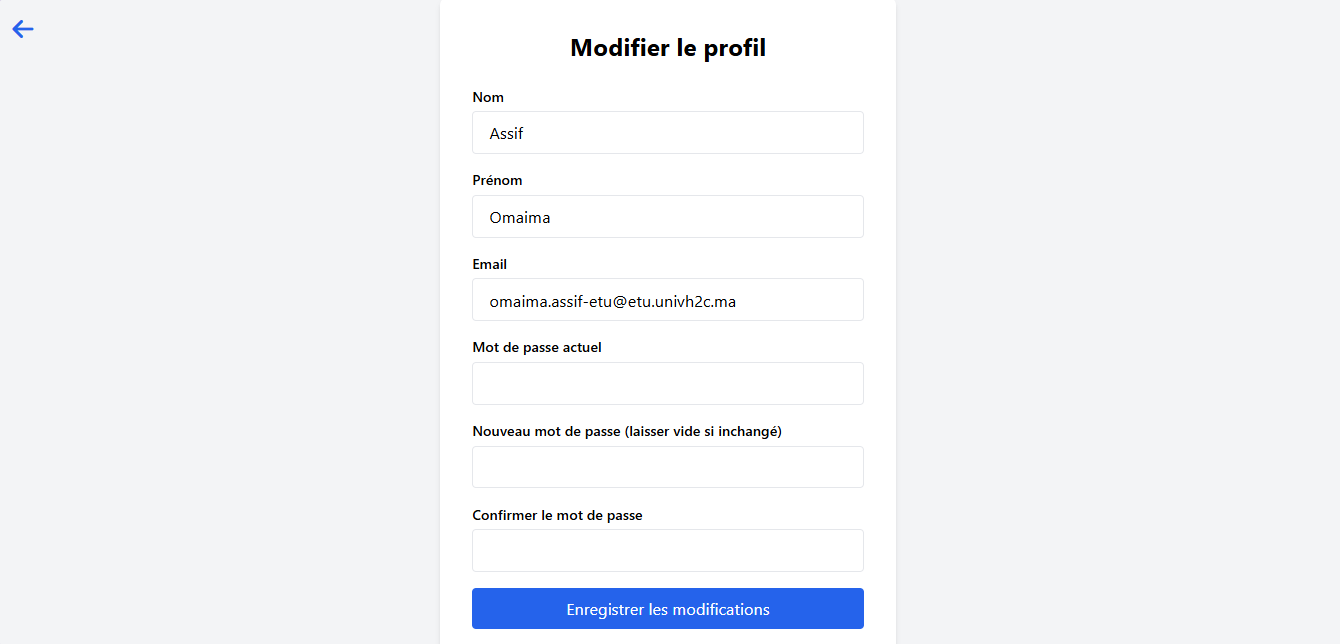 Modifier le profil
Nom
Assif
Prénom
Omaima
Email
omaima.assif-etu@etu.univh2c.ma
Mot de passe actuel
Nouveau mot de passe (laisser vide si inchangé)
Confirmer le mot de passe
Enregistrer les modifications